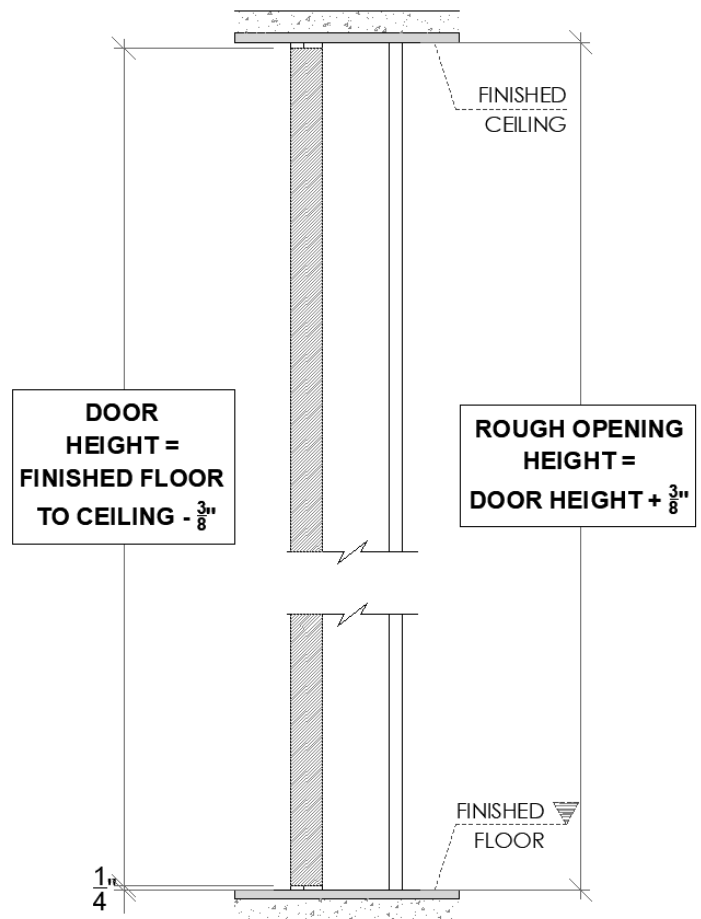 FINISHED
CEILING
DOOR
HEIGHT =
FINISHED FLOOR
TO CEILING - 3/8"
ROUGH OPENING
HEIGHT =
DOOR HEIGHT + 3/8"
FINISHED
FLOOR
1/4"